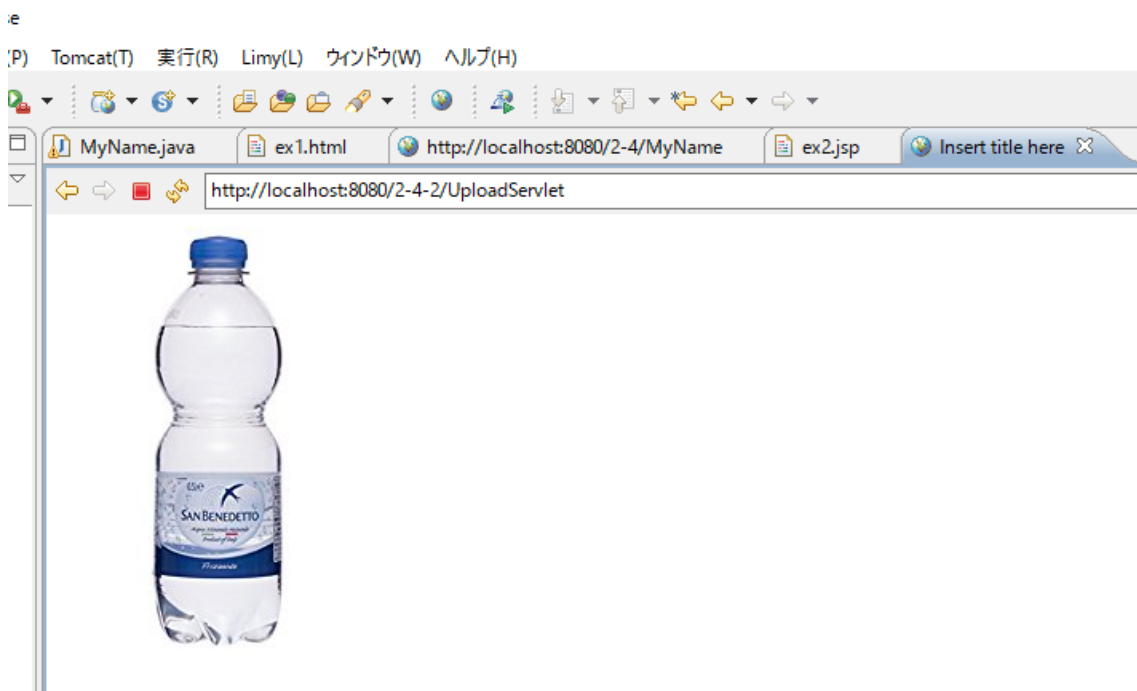 se
(P) Tomcat(T) 実行(R) Limy(L) ウィンドウ(W) ヘルプ(H)
MyName.java ex1.html http://localhost:8080/2-4/MyName ex2.jsp Insert title here
http://localhost:8080/2-4-2/UploadServlet
SAN BENEDETTO
Product of Italy
Frizzante